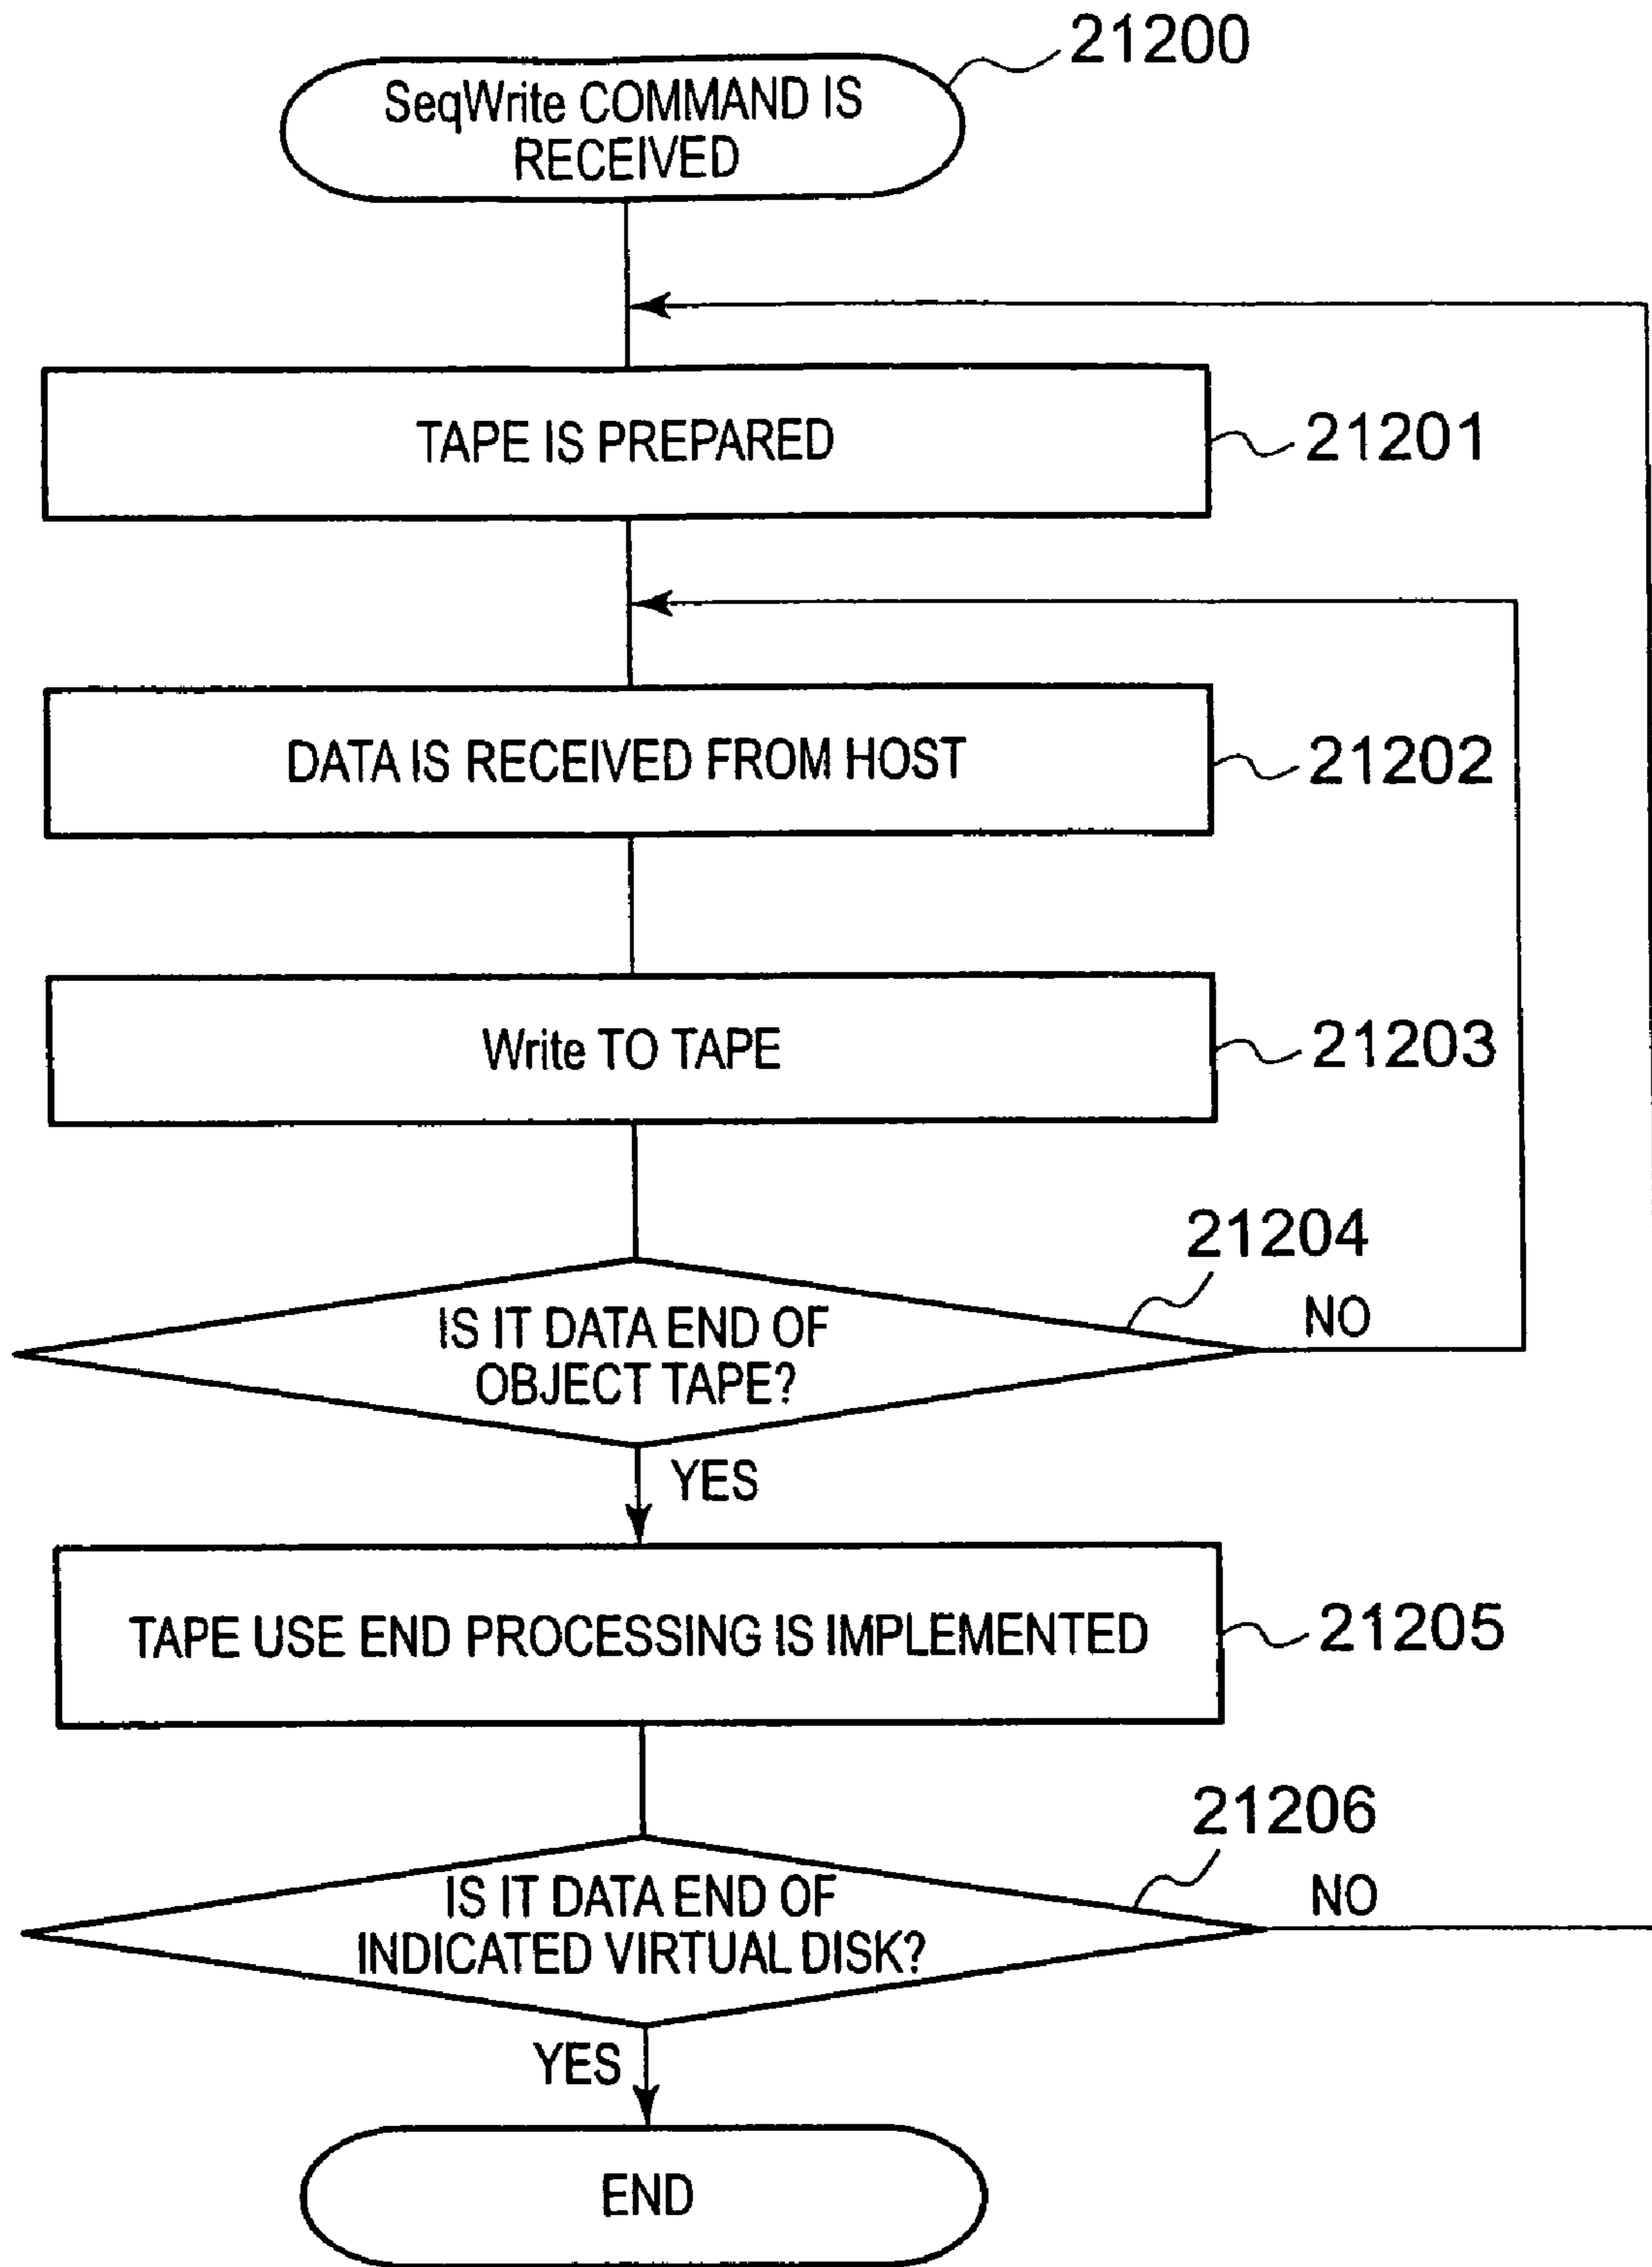 21200
SeqWrite COMMAND IS
RECEIVED
TAPE IS PREPARED
21201
DATA IS RECEIVED FROM HOST
21202
Write TO TAPE
21203
21204
IS IT DATA END OF
OBJECT TAPE?
NO
YES
TAPE USE END PROCESSING IS IMPLEMENTED
21205
21206
IS IT DATA END OF
INDICATED VIRTUAL DISK?
NO
YES
END